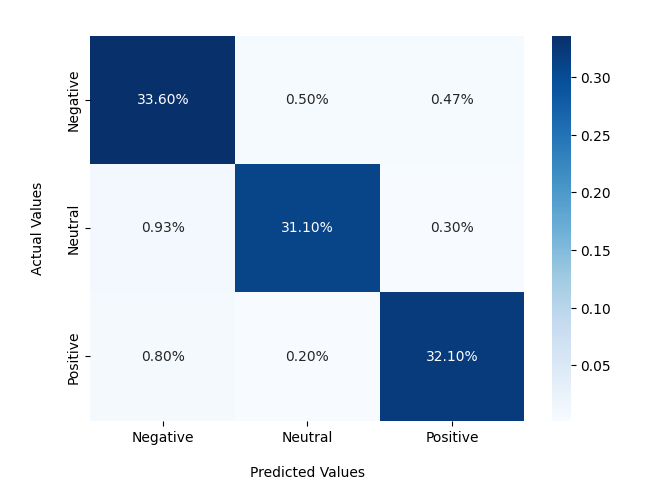 Negative 33.60% 0.50% 0.47%
Neutral 0.93% 31.10% 0.30%
Positive 0.80% 0.20% 32.10%
Negative Neutral Positive
Predicted Values
Actual Values
0.30
0.25
0.20
0.15
0.10
0.05